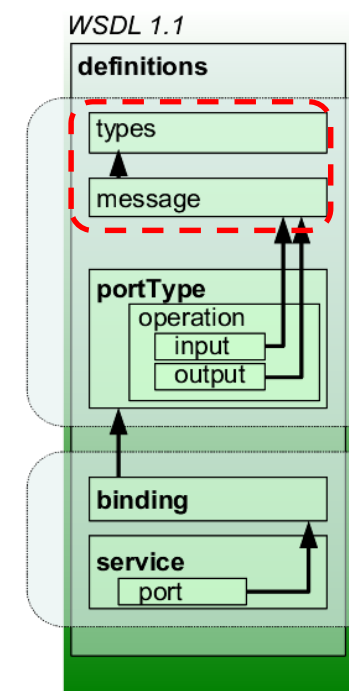 WSDL 1.1
definitions
types
message
portType
operation
input
output
binding
service
port